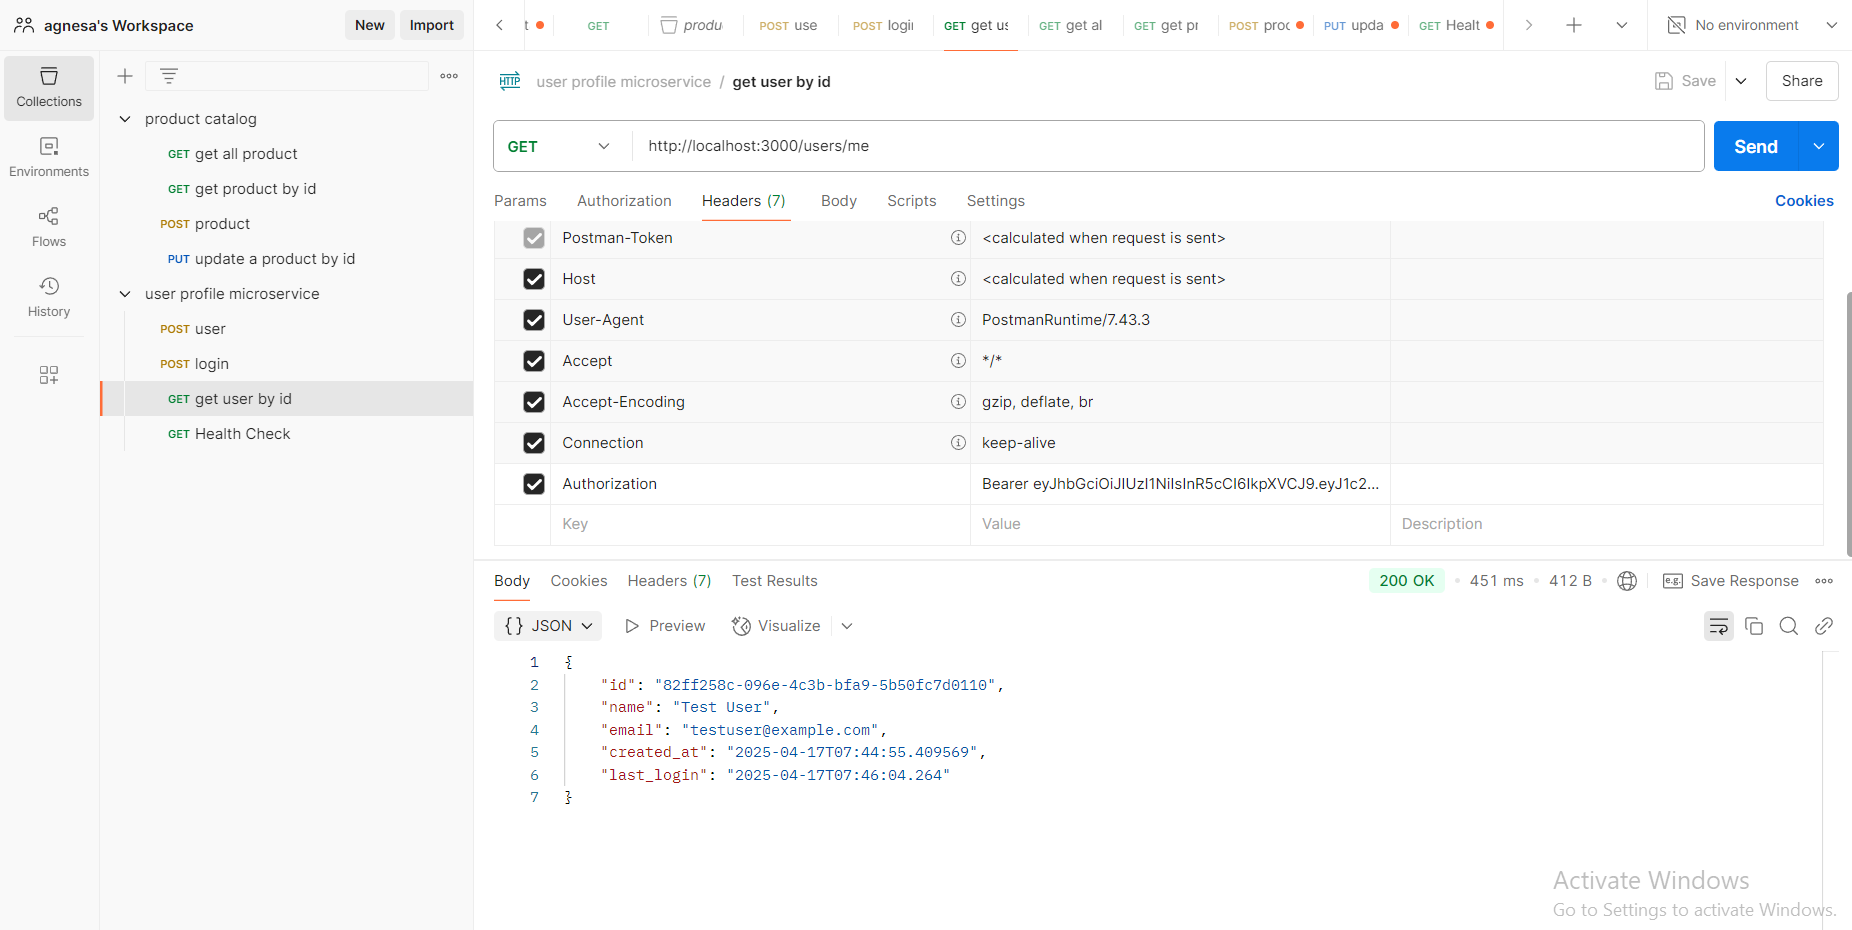 agnesa's Workspace
New
Import
t
GET
produ
POST use
POST logi
GET get us
GET get al
GET get pr
POST proc
PUT upda
GET Healt
No environment
Collections
Environments
Flows
History
product catalog
GET get all product
GET get product by id
POST product
PUT update a product by id
user profile microservice
POST user
POST login
GET get user by id
GET Health Check
HTTP
user profile microservice / get user by id
Save
Share
GET
http://localhost:3000/users/me
Send
Params
Authorization
Headers (7)
Body
Scripts
Settings
Cookies
Postman-Token
<calculated when request is sent>
Host
<calculated when request is sent>
User-Agent
PostmanRuntime/7.43.3
Accept
*/*
Accept-Encoding
gzip, deflate, br
Connection
keep-alive
Authorization
Bearer eyJhbGciOiJIUzI1NiIsInR5cCI6IkpXVCJ9.eyJ1c2...
Key
Value
Description
Body
Cookies
Headers (7)
Test Results
200 OK
451 ms
412 B
e.g.
Save Response
{} JSON
Preview
Visualize
1 {
2 "id": "82ff258c-096e-4c3b-bfa9-5b50fc7d0110",
3 "name": "Test User",
4 "email": "testuser@example.com",
5 "created_at": "2025-04-17T07:44:55.409569",
6 "last_login": "2025-04-17T07:46:04.264"
7 }
Activate Windows
Go to Settings to activate Windows.